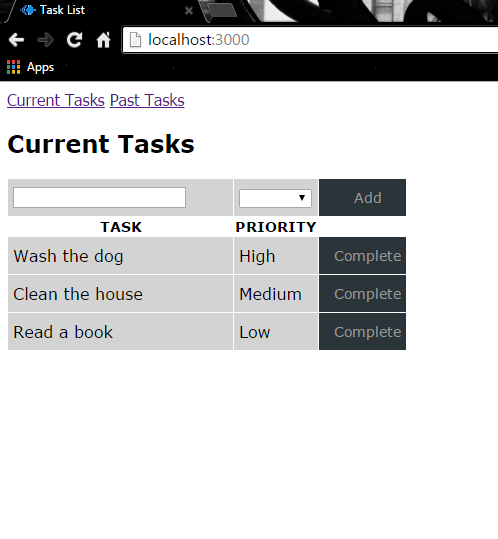 Task List
localhost:3000
Apps
Current Tasks Past Tasks
Current Tasks
Add
TASK PRIORITY
Wash the dog High Complete
Clean the house Medium Complete
Read a book Low Complete